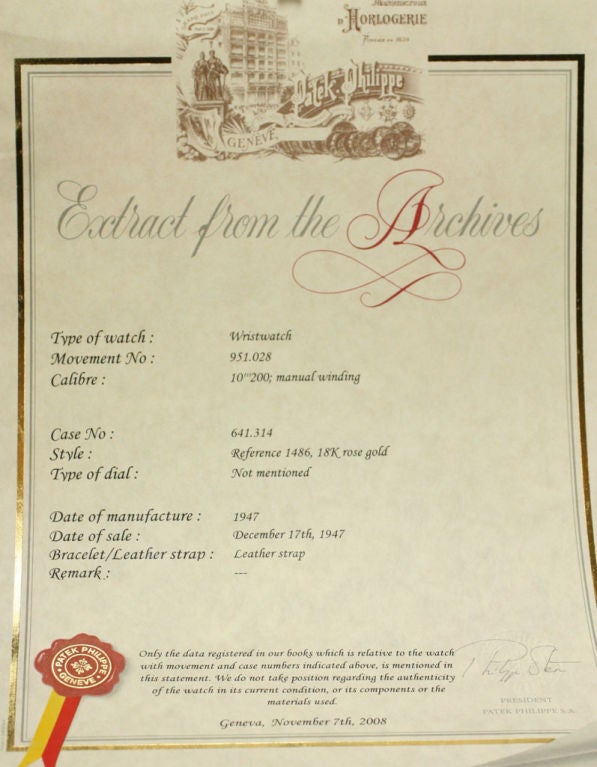 D'HORLOGERIE
Patek Philippe
GENÈVE
Extract from the Archives
Type of watch : Wristwatch
Movement No : 951.028
Calibre : 10'''200; manual winding
Case No : 641.314
Style : Reference 1486, 18K rose gold
Type of dial : Not mentioned
Date of manufacture : 1947
Date of sale : December 17th, 1947
Bracelet/Leather strap : Leather strap
Remark : ---
Only the data registered in our books which is relative to the watch
with movement and case numbers indicated above, is mentioned in
this statement. We do not take position regarding the authenticity
of the watch in its current condition, or its components or the
materials used.
Geneva, November 7th, 2008
PATEK PHILIPPE
GENÈVE
PRESIDENT
PATEK PHILIPPE S.A.